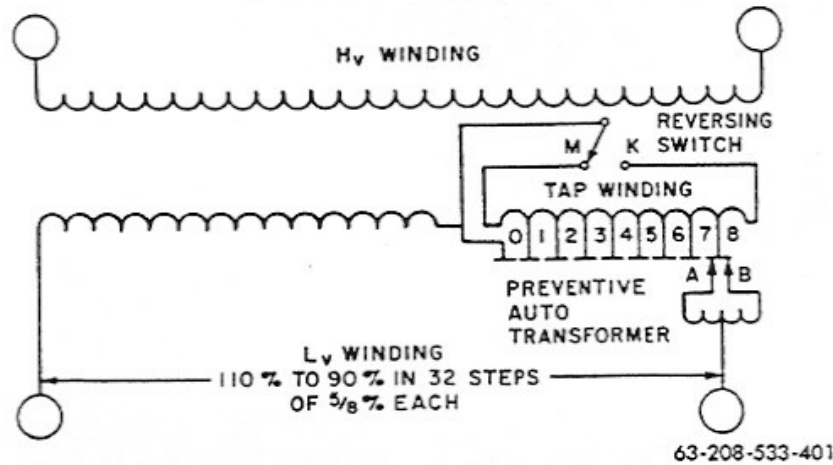 Hv WINDING
REVERSING
SWITCH
M K
TAP WINDING
0 1 2 3 4 5 6 7 8
A B
PREVENTIVE
AUTO
TRANSFORMER
Lv WINDING
110% TO 90% IN 32 STEPS
OF 5/8% EACH
63-208-533-401